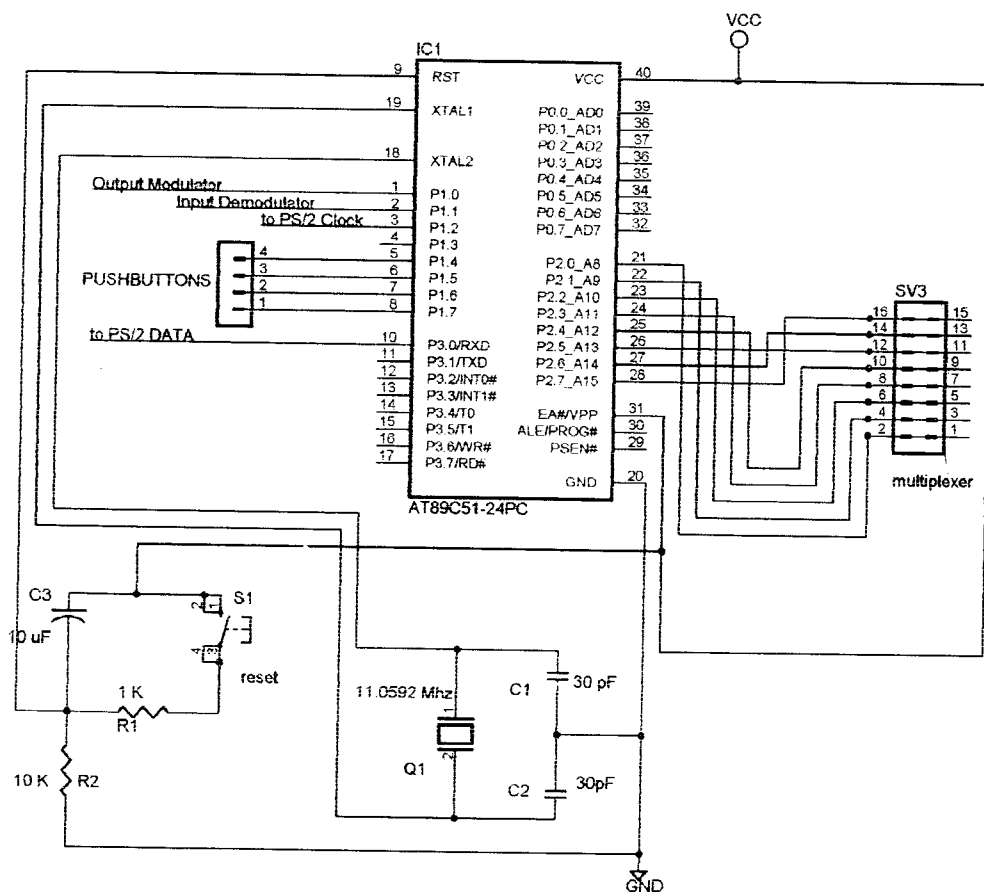 VCC
IC1
9 RST
VCC 40
19 XTAL1
P0.0_AD0 39
P0.1_AD1 38
P0.2_AD2 37
18 XTAL2
P0.3_AD3 36
P0.4_AD4 35
Output Modulator 1 P1.0
P0.5_AD5 34
Input Demodulator 2 P1.1
P0.6_AD6 33
to PS/2 Clock 3 P1.2
P0.7_AD7 32
4 P1.3
PUSHBUTTONS
4 5 P1.4
3 6 P1.5
2 7 P1.6
1 8 P1.7
P2.0_A8 21
P2.1_A9 22
P2.2_A10 23
P2.3_A11 24
P2.4_A12 25
P2.5_A13 26
P2.6_A14 27
P2.7_A15 28
SV3
16 15
14 13
12 11
10 9
8 7
6 5
4 3
2 1
multiplexer
to PS/2 DATA 10 P3.0/RXD
11 P3.1/TXD
12 P3.2/INT0#
13 P3.3/INT1#
14 P3.4/T0
15 P3.5/T1
16 P3.6/WR#
17 P3.7/RD#
EA#/VPP 31
ALE/PROG# 30
PSEN# 29
GND 20
AT89C51-24PC
C3
10 uF
2 1
S1
4 3
reset
1 K
R1
10 K R2
11.0592 Mhz
1
2
Q1
C1 30 pF
C2 30pF
GND